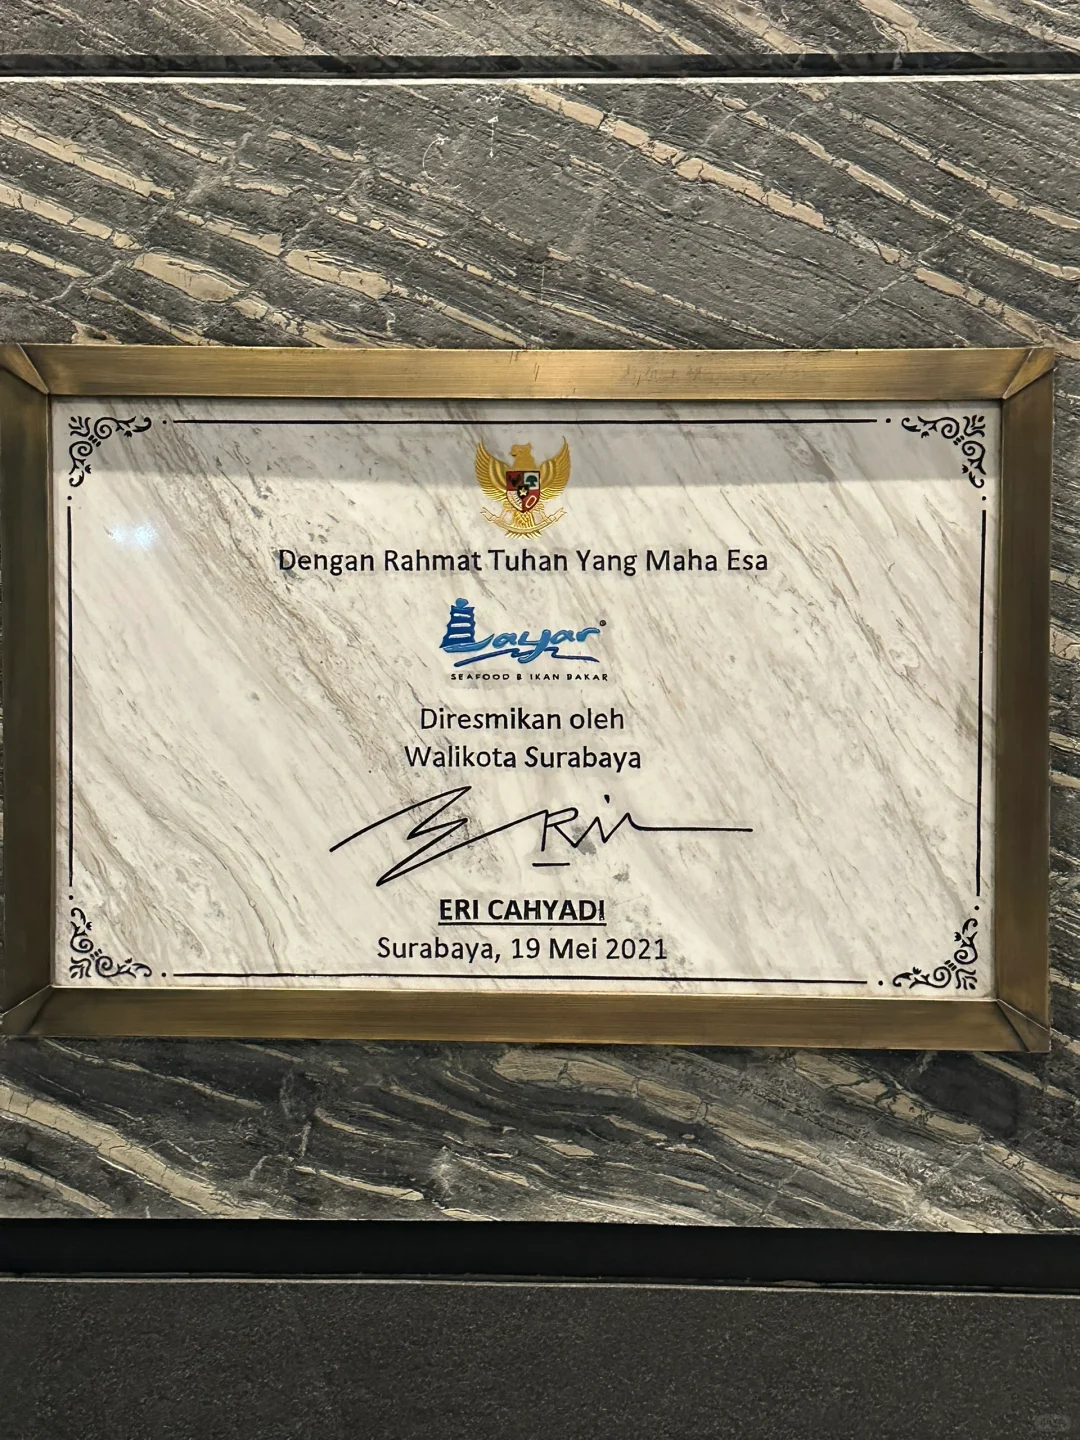 Dengan Rahmat Tuhan Yang Maha Esa
Layar®
SEAFOOD & IKAN BAKAR
Diresmikan oleh
Walikota Surabaya
ERI CAHYADI
Surabaya, 19 Mei 2021